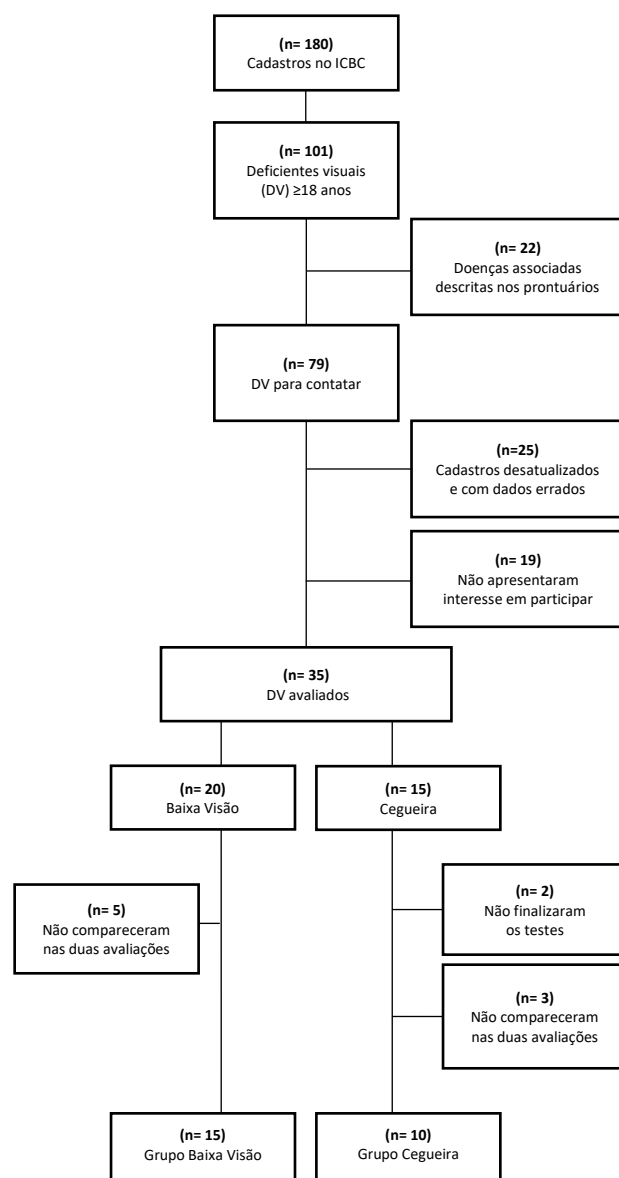 (n= 180)
Cadastros no ICBC
(n= 101)
Deficientes visuais
(DV) ≥18 anos
(n= 22)
Doenças associadas
descritas nos prontuários
(n= 79)
DV para contatar
(n=25)
Cadastros desatualizados
e com dados errados
(n= 19)
Não apresentaram
interesse em participar
(n= 35)
DV avaliados
(n= 20)
Baixa Visão
(n= 15)
Cegueira
(n= 5)
Não compareceram
nas duas avaliações
(n= 2)
Não finalizaram
os testes
(n= 3)
Não compareceram
nas duas avaliações
(n= 15)
Grupo Baixa Visão
(n= 10)
Grupo Cegueira